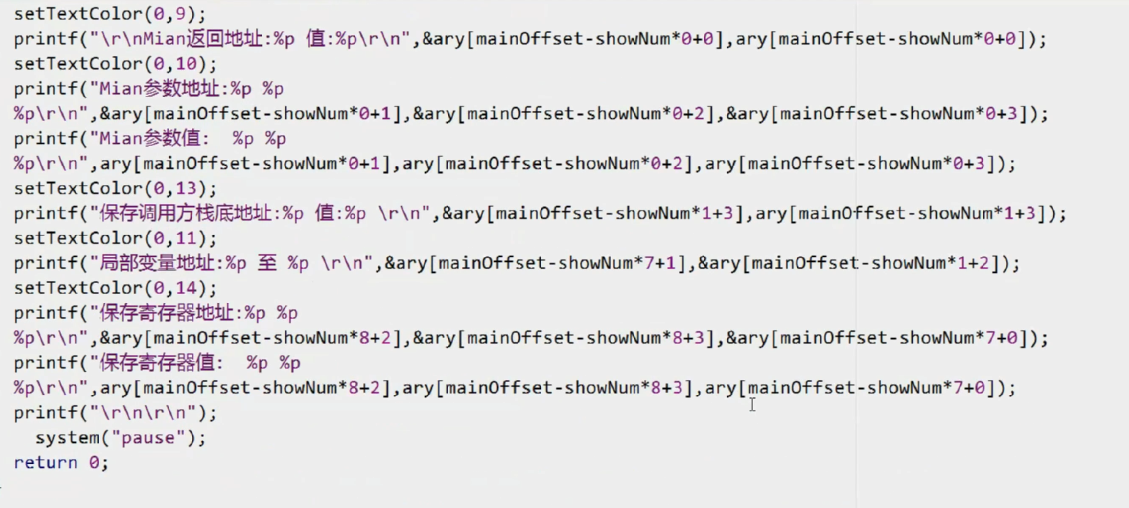 setTextColor(0,9);
printf("\r\nMian返回地址:%p 值:%p\r\n",&ary[mainOffset-showNum*0+0],ary[mainOffset-showNum*0+0]);
setTextColor(0,10);
printf("Mian参数地址:%p %p
%p\r\n",&ary[mainOffset-showNum*0+1],&ary[mainOffset-showNum*0+2],&ary[mainOffset-showNum*0+3]);
printf("Mian参数值:  %p %p
%p\r\n",ary[mainOffset-showNum*0+1],ary[mainOffset-showNum*0+2],ary[mainOffset-showNum*0+3]);
setTextColor(0,13);
printf("保存调用方栈底地址:%p 值:%p \r\n",&ary[mainOffset-showNum*1+3],ary[mainOffset-showNum*1+3]);
setTextColor(0,11);
printf("局部变量地址:%p 至 %p \r\n",&ary[mainOffset-showNum*7+1],&ary[mainOffset-showNum*1+2]);
setTextColor(0,14);
printf("保存寄存器地址:%p %p
%p\r\n",&ary[mainOffset-showNum*8+2],&ary[mainOffset-showNum*8+3],&ary[mainOffset-showNum*7+0]);
printf("保存寄存器值:  %p %p
%p\r\n",ary[mainOffset-showNum*8+2],ary[mainOffset-showNum*8+3],ary[mainOffset-showNum*7+0]);
printf("\r\n\r\n");
  system("pause");
return 0;